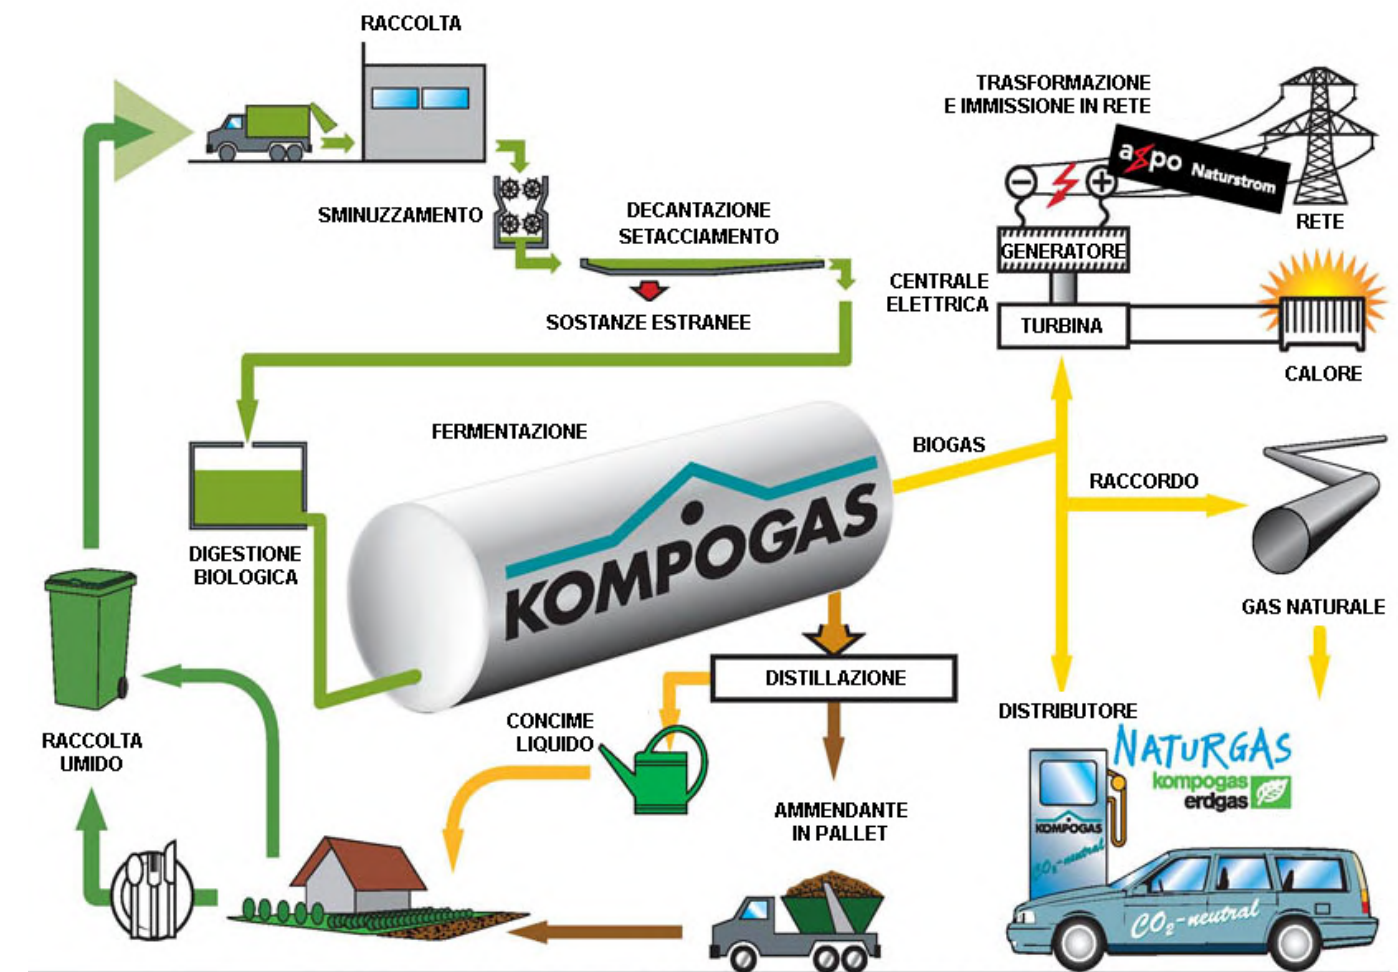 RACCOLTA
SMINUZZAMENTO
DECANTAZIONE
SETACCIAMENTO
SOSTANZE ESTRANEE
TRASFORMAZIONE
E IMMISSIONE IN RETE
axpo Naturstrom
RETE
GENERATORE
CENTRALE
ELETTRICA
TURBINA
CALORE
FERMENTAZIONE
BIOGAS
KOMPOGAS
RACCORDO
DIGESTIONE
BIOLOGICA
GAS NATURALE
DISTILLAZIONE
CONCIME
LIQUIDO
RACCOLTA
UMIDO
AMMENDANTE
IN PALLET
DISTRIBUTORE
NATURGAS
kompogas
erdgas
KOMPOGAS
CO2-neutral
CO2-neutral